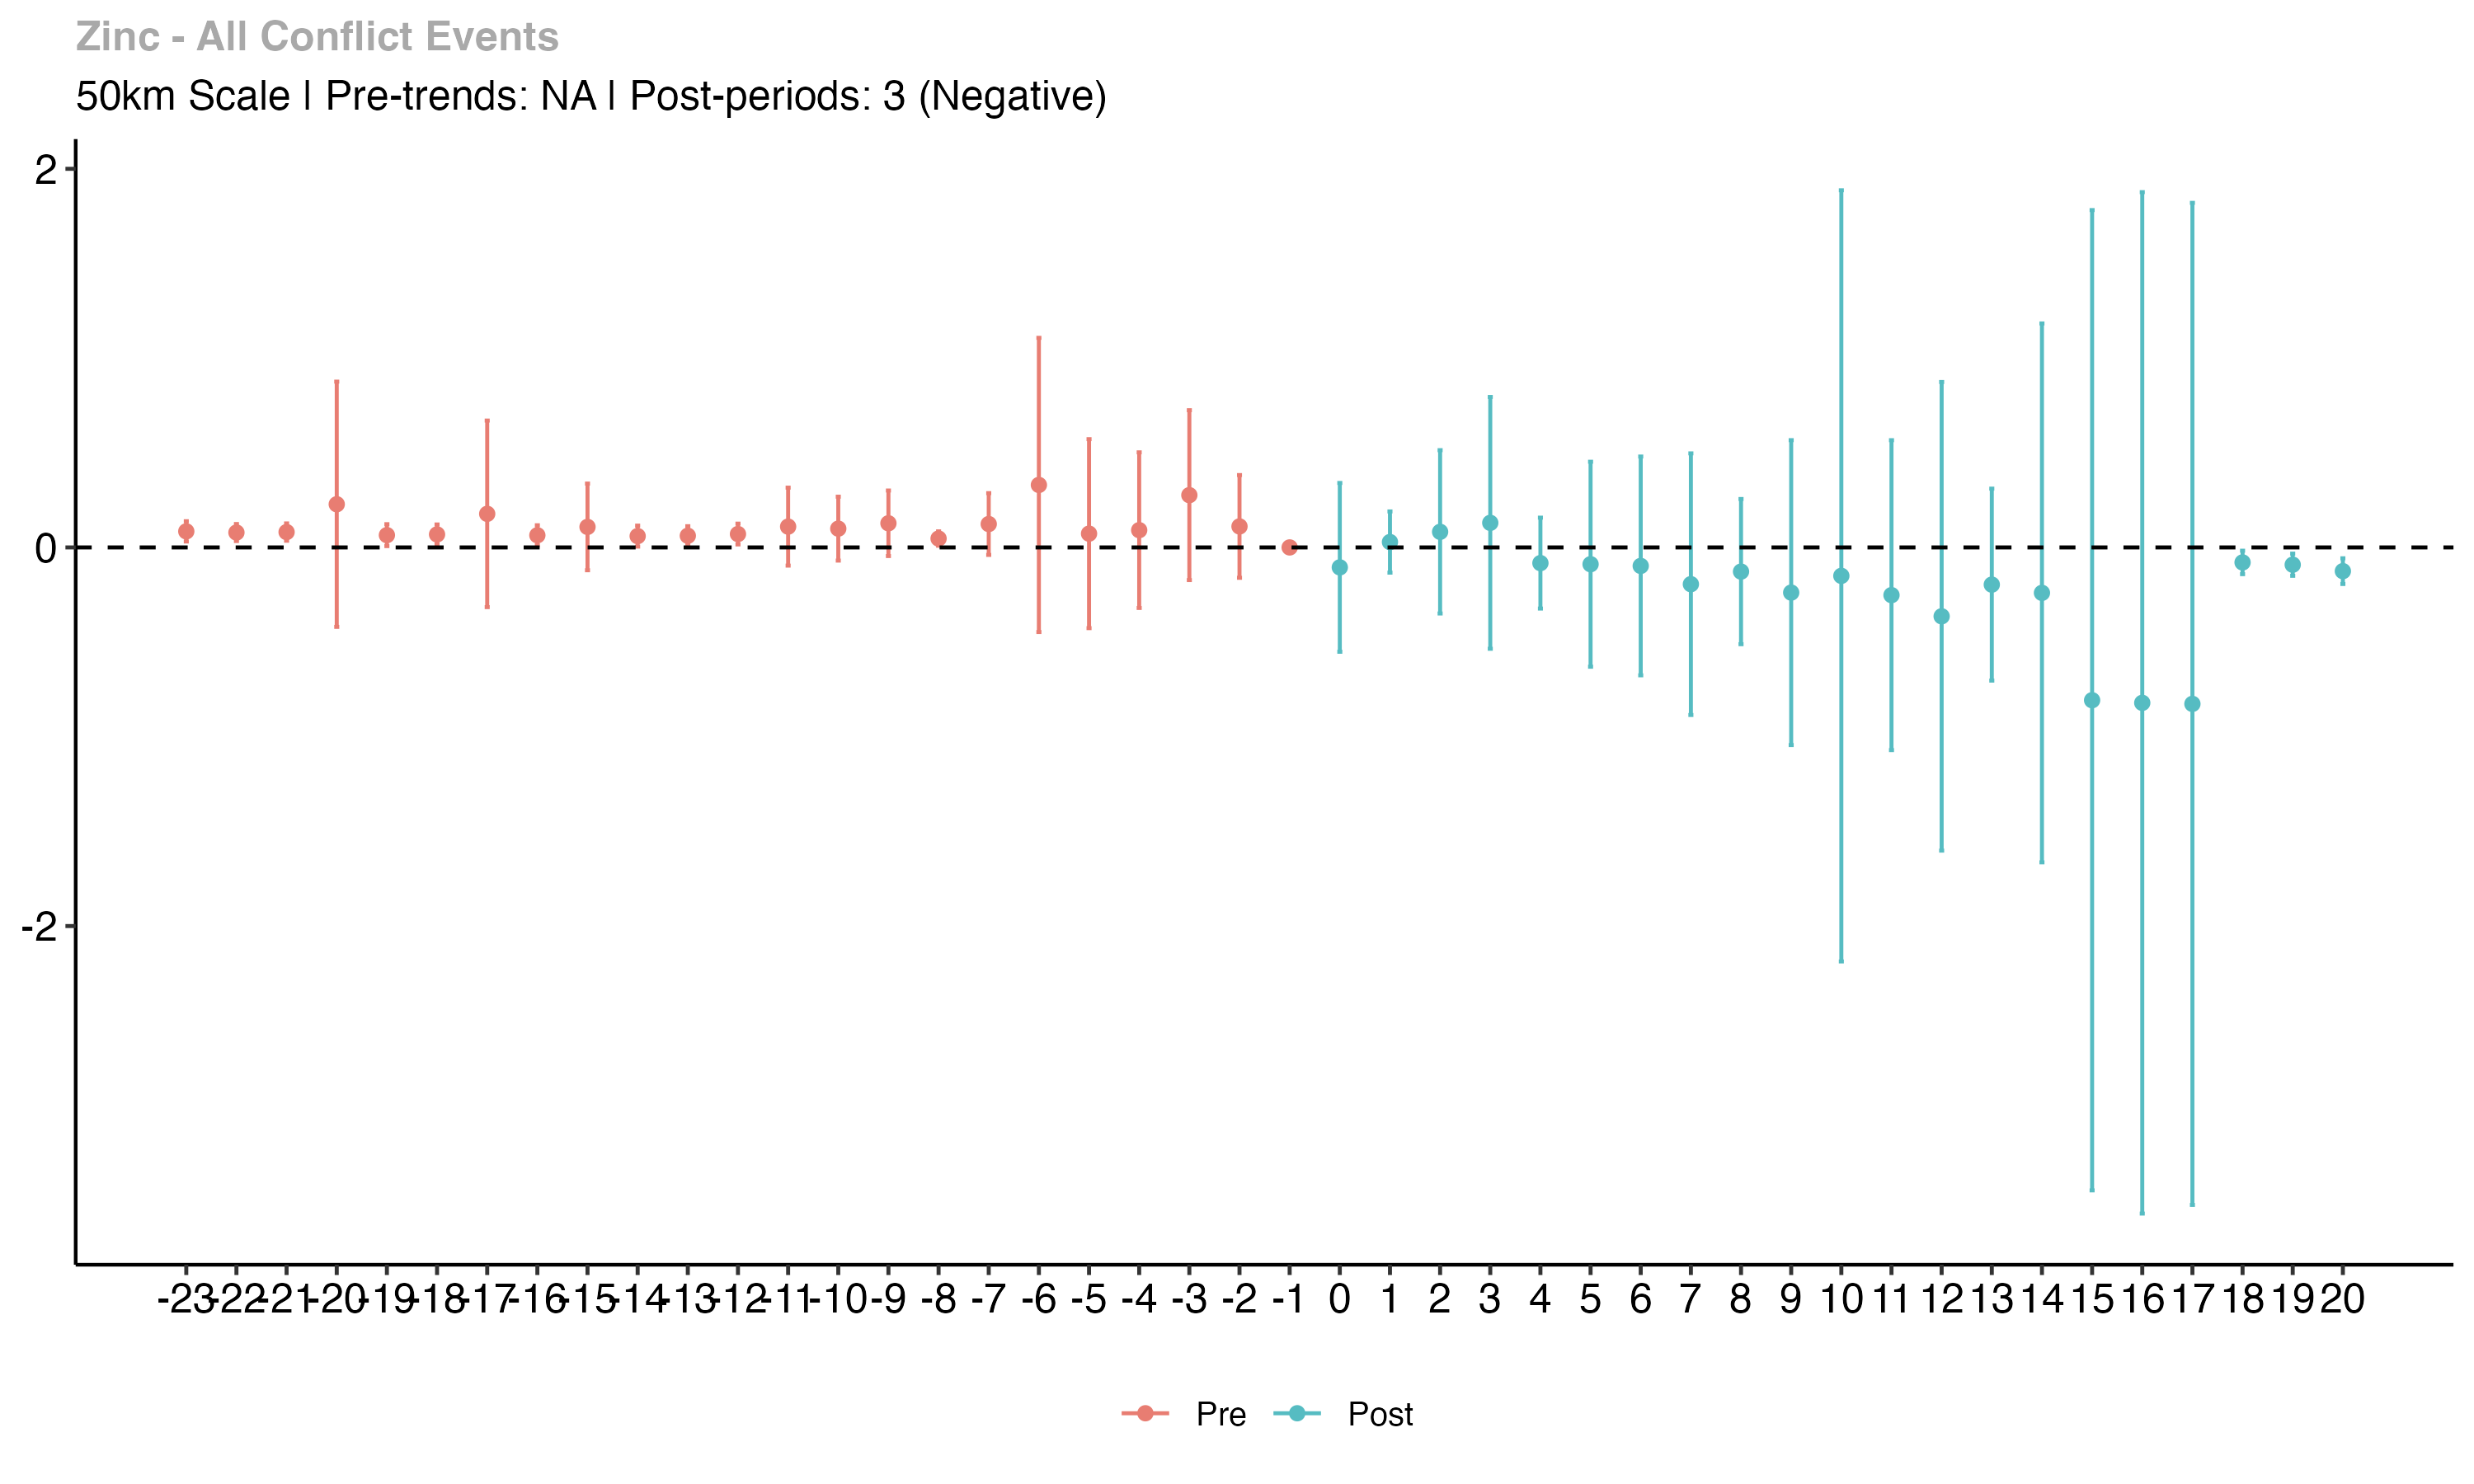 Zinc - All Conflict Events
50km Scale | Pre-trends: NA | Post-periods: 3 (Negative)
2
0
-2
-23 -22 -21 -20 -19 -18 -17 -16 -15 -14 -13 -12 -11 -10 -9 -8 -7 -6 -5 -4 -3 -2 -1 0 1 2 3 4 5 6 7 8 9 10 11 12 13 14 15 16 17 18 19 20
Pre Post